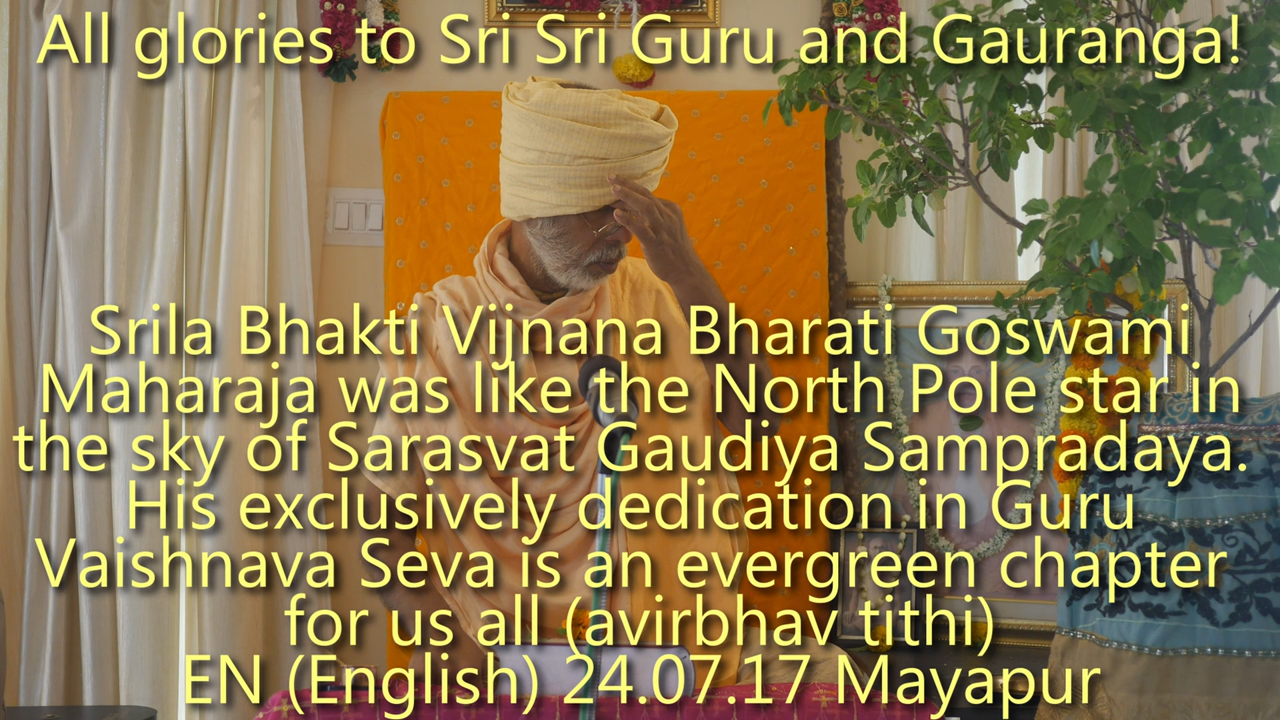 All glories to Sri Sri Guru and Gauranga!
Srila Bhakti Vijnana Bharati Goswami
Maharaja was like the North Pole star in
the sky of Sarasvat Gaudiya Sampradaya.
His exclusively dedication in Guru
Vaishnava Seva is an evergreen chapter
for us all (avirbhav tithi)
EN (English) 24.07.17 Mayapur